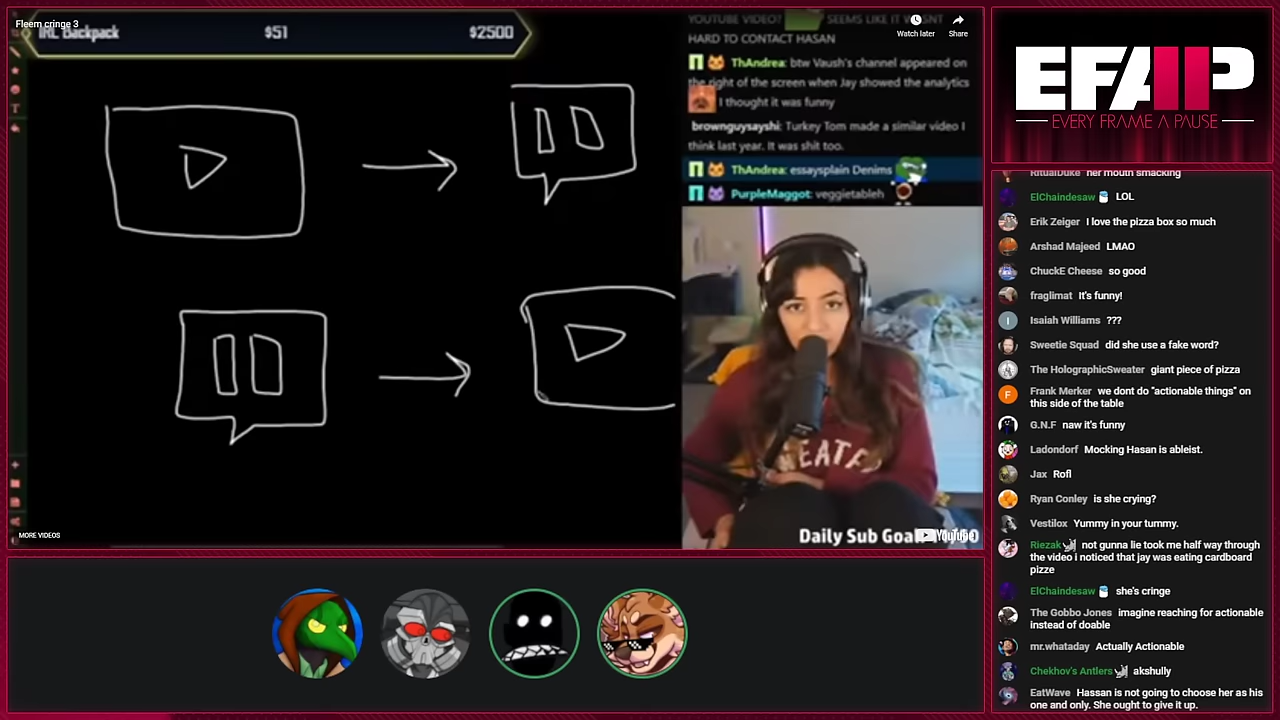 Fleem cringe 3
IRL Backpack $51 $2500
YOUTUBE VIDEO? SEEMS LIKE IT WASNT
HARD TO CONTACT HASAN
Watch later
Share
ThAndrea: btw Vaush's channel appeared on
the right of the screen when Jay showed the analytics
I thought it was funny
brownguysayshi: Turkey Tom made a similar video I
think last year. It was shit too.
ThAndrea: essaysplain Denims
PurpleMaggot: veggietableh
T
EATE
MORE VIDEOS
Daily Sub Goal
YouTube
EFAP
EVERY FRAME A PAUSE
RitualDuke her mouth smacking
ElChaindesaw LOL
Erik Zeiger I love the pizza box so much
Arshad Majeed LMAO
ChuckE Cheese so good
fraglimat It's funny!
I Isaiah Williams ???
Sweetie Squad did she use a fake word?
The HolographicSweater giant piece of pizza
F Frank Merker we dont do "actionable things" on
this side of the table
G.N.F naw it's funny
Ladondorf Mocking Hasan is ableist.
Jax Rofl
Ryan Conley is she crying?
Vestilox Yummy in your tummy.
Riezak not gunna lie took me half way through
the video i noticed that jay was eating cardboard
pizze
ElChaindesaw she's cringe
The Gobbo Jones imagine reaching for actionable
instead of doable
mr.whataday Actually Actionable
Chekhov's Antlers akshully
EatWave Hassan is not going to choose her as his
one and only. She ought to give it up.